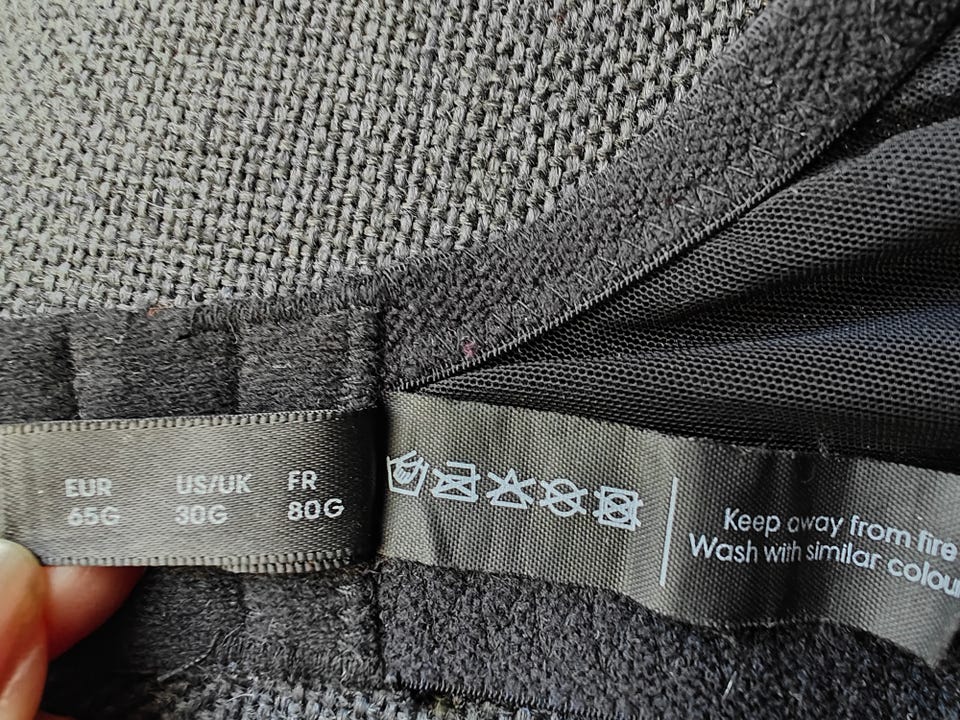 EUR US/UK FR
65G 30G 80G
Keep away from fire
Wash with similar colour